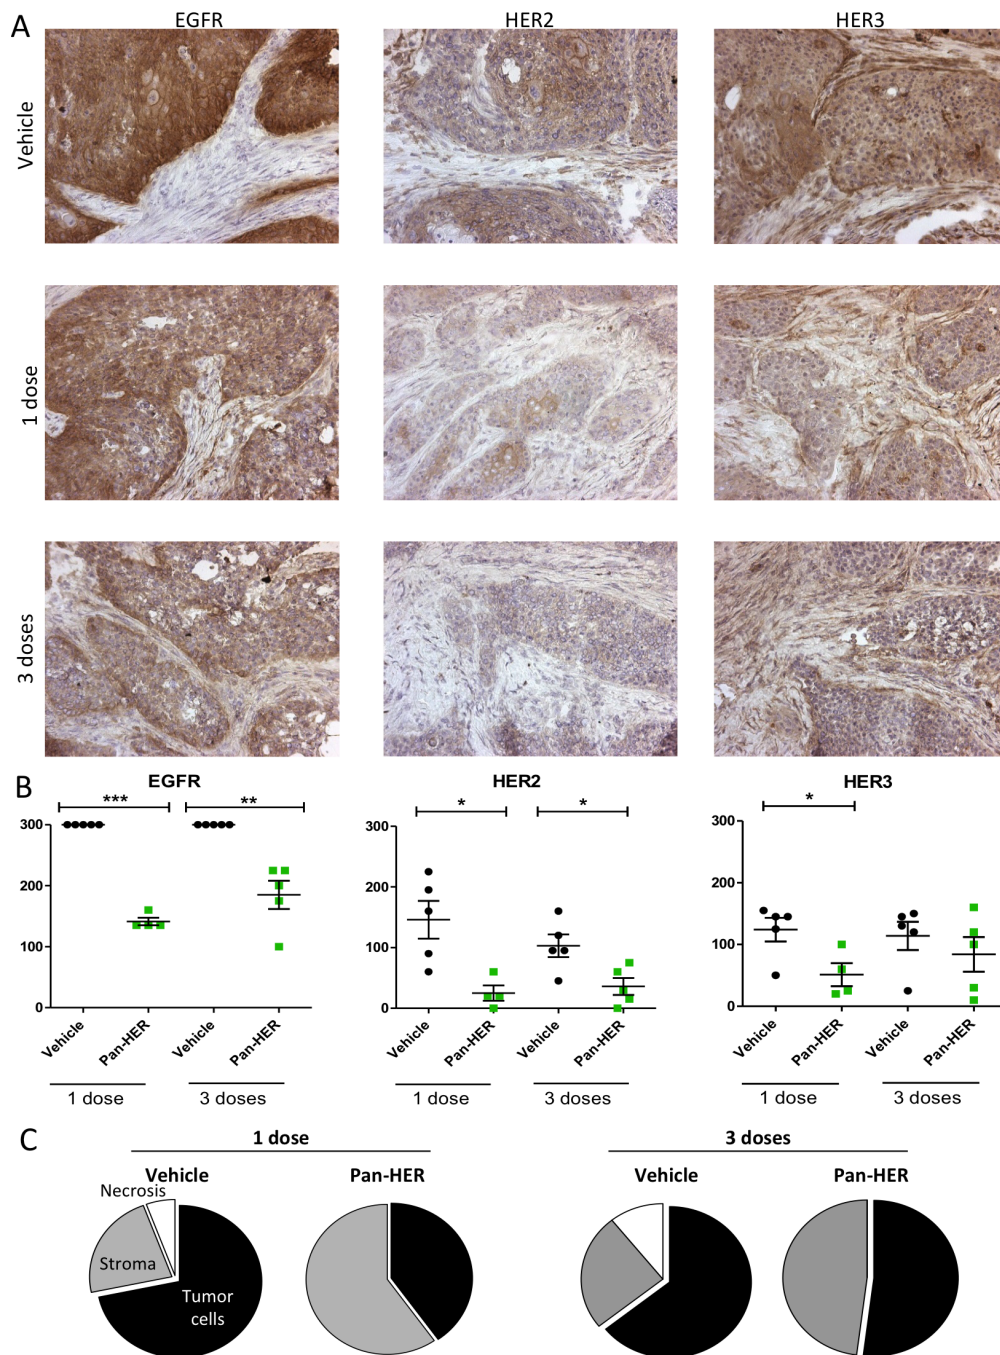 A
EGFR
HER2
HER3
Vehicle
1 dose
3 doses
B
EGFR
***
**
300
200
100
0
Vehicle
Pan-HER
Vehicle
Pan-HER
1 dose
3 doses
HER2
*
*
300
200
100
0
Vehicle
Pan-HER
Vehicle
Pan-HER
1 dose
3 doses
HER3
*
300
200
100
0
Vehicle
Pan-HER
Vehicle
Pan-HER
1 dose
3 doses
C
1 dose
Vehicle
Pan-HER
Necrosis
Stroma
Tumor
cells
3 doses
Vehicle
Pan-HER